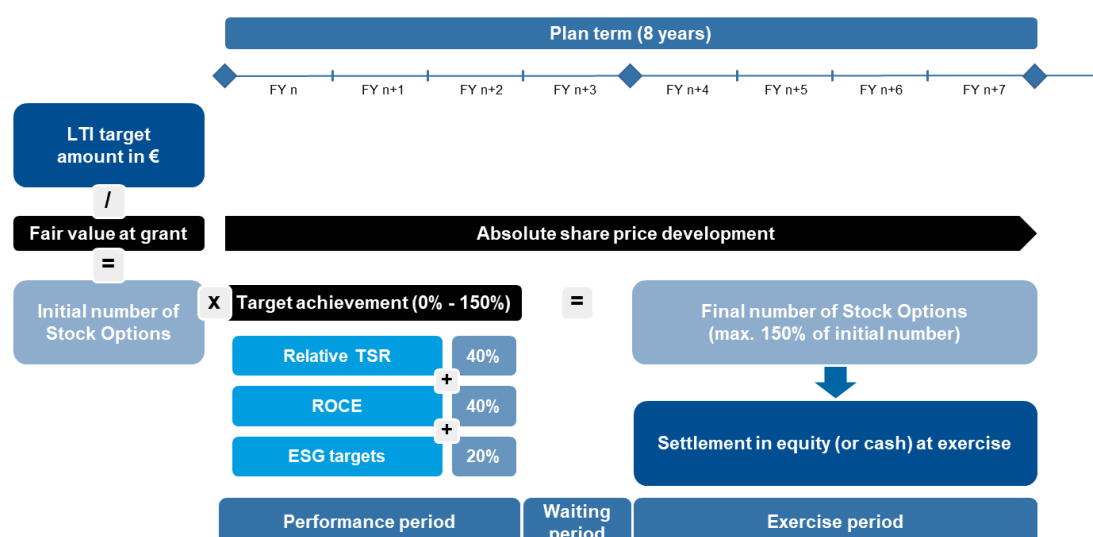 Plan term (8 years)
FY n
FY n+1
FY n+2
FY n+3
FY n+4
FY n+5
FY n+6
FY n+7
LTI target
amount in €
/
Fair value at grant
Absolute share price development
=
Initial number of
Stock Options
x
Target achievement (0% - 150%)
=
Final number of Stock Options
(max. 150% of initial number)
Relative TSR
40%
+
ROCE
40%
+
ESG targets
20%
Settlement in equity (or cash) at exercise
Performance period
Waiting
period
Exercise period